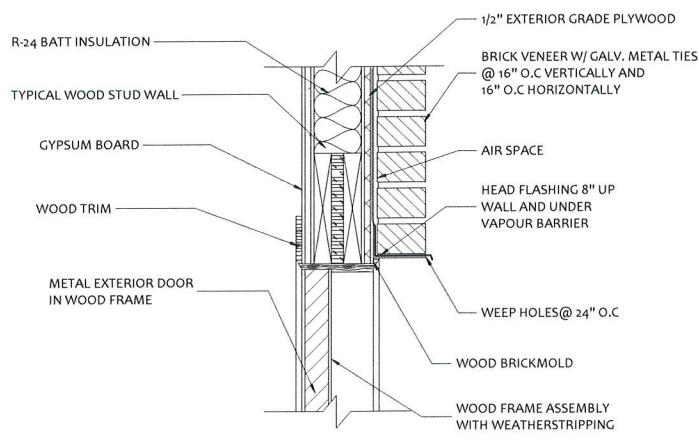 R-24 BATT INSULATION
TYPICAL WOOD STUD WALL
GYPSUM BOARD
WOOD TRIM
METAL EXTERIOR DOOR
IN WOOD FRAME
1/2" EXTERIOR GRADE PLYWOOD
BRICK VENEER W/ GALV. METAL TIES
@ 16" O.C VERTICALLY AND
16" O.C HORIZONTALLY
AIR SPACE
HEAD FLASHING 8" UP
WALL AND UNDER
VAPOUR BARRIER
WEEP HOLES@ 24" O.C
WOOD BRICKMOLD
WOOD FRAME ASSEMBLY
WITH WEATHERSTRIPPING